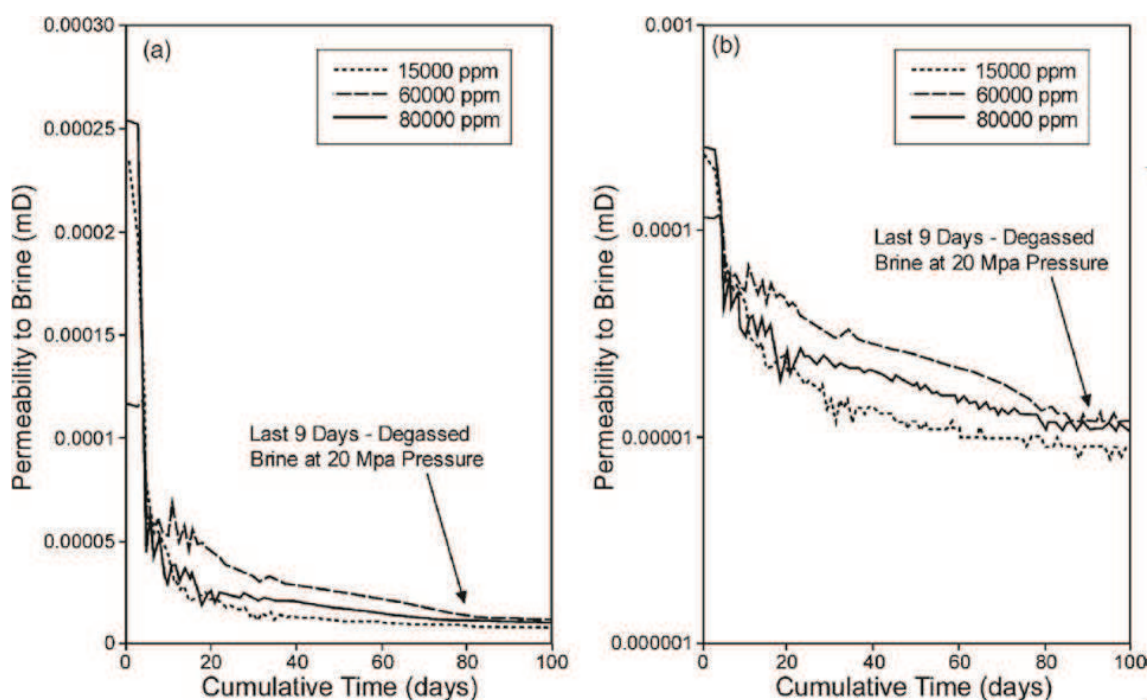 (a)
15000 ppm
60000 ppm
80000 ppm
0.00030
0.00025
0.0002
0.00015
0.0001
0.00005
0
Permeability to Brine (mD)
Last 9 Days - Degassed
Brine at 20 Mpa Pressure
0 20 40 60 80 100
Cumulative Time (days)
(b)
15000 ppm
60000 ppm
80000 ppm
0.001
0.0001
0.00001
0.000001
Permeability to Brine (mD)
Last 9 Days - Degassed
Brine at 20 Mpa Pressure
0 20 40 60 80 100
Cumulative Time (days)